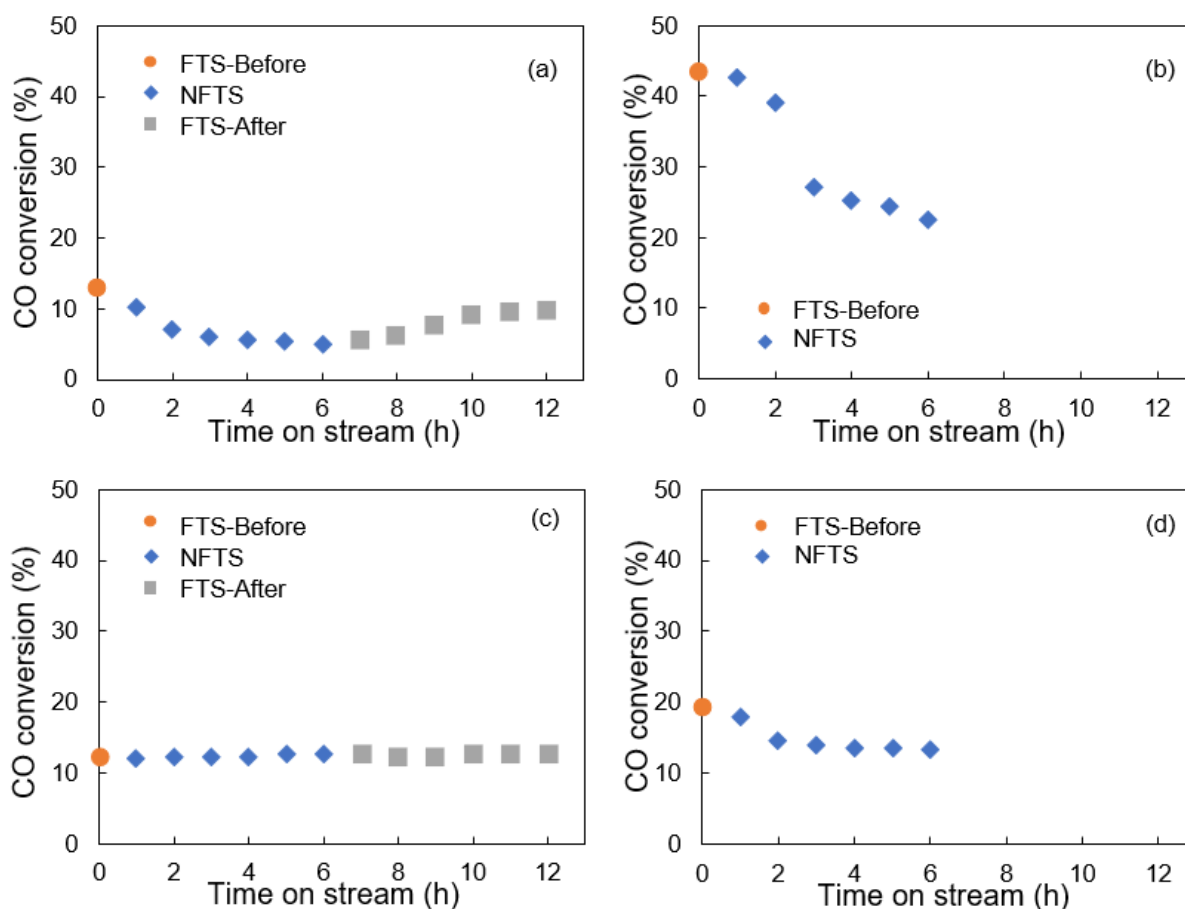 50
40
30
20
10
0
CO conversion (%)
FTS-Before
NFTS
FTS-After
(a)
0 2 4 6 8 10 12
Time on stream (h)
50
40
30
20
10
0
CO conversion (%)
(b)
FTS-Before
NFTS
0 2 4 6 8 10 12
Time on stream (h)
50
40
30
20
10
0
CO conversion (%)
FTS-Before
NFTS
FTS-After
(c)
0 2 4 6 8 10 12
Time on stream (h)
50
40
30
20
10
0
CO conversion (%)
FTS-Before
NFTS
(d)
0 2 4 6 8 10 12
Time on stream (h)